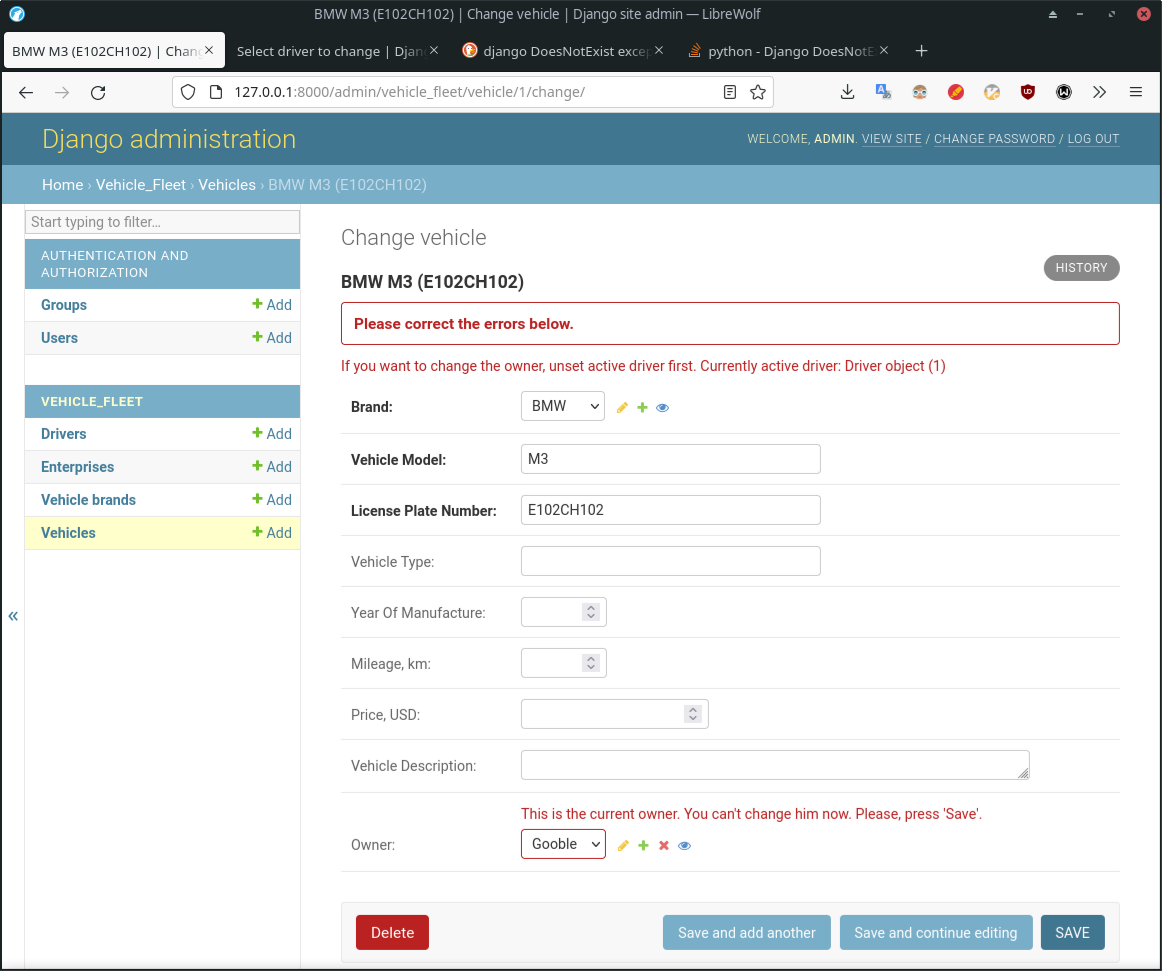 BMW M3 (E102CH102) | Change vehicle | Django site admin — LibreWolf
BMW M3 (E102CH102) | Chang
Select driver to change | Djan
django DoesNotExist excep
python - Django DoesNotE
127.0.0.1:8000/admin/vehicle_fleet/vehicle/1/change/
Django administration
WELCOME, ADMIN. VIEW SITE / CHANGE PASSWORD / LOG OUT
Home › Vehicle_Fleet › Vehicles › BMW M3 (E102CH102)
Start typing to filter…
AUTHENTICATION AND
AUTHORIZATION
Groups
+ Add
Users
+ Add
VEHICLE_FLEET
Drivers
+ Add
Enterprises
+ Add
Vehicle brands
+ Add
Vehicles
+ Add
«
Change vehicle
HISTORY
BMW M3 (E102CH102)
Please correct the errors below.
If you want to change the owner, unset active driver first. Currently active driver: Driver object (1)
Brand:
BMW
Vehicle Model:
M3
License Plate Number:
E102CH102
Vehicle Type:
Year Of Manufacture:
Mileage, km:
Price, USD:
Vehicle Description:
This is the current owner. You can't change him now. Please, press 'Save'.
Owner:
Gooble
Delete
Save and add another
Save and continue editing
SAVE